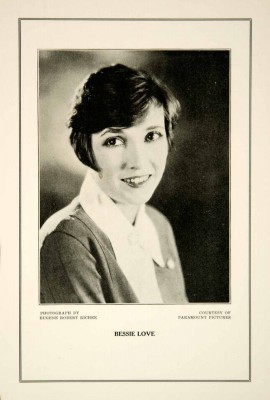 PHOTOGRAPH BY
EUGENE ROBERT RICHEE
COURTESY OF
PARAMOUNT PICTURES
BESSIE LOVE